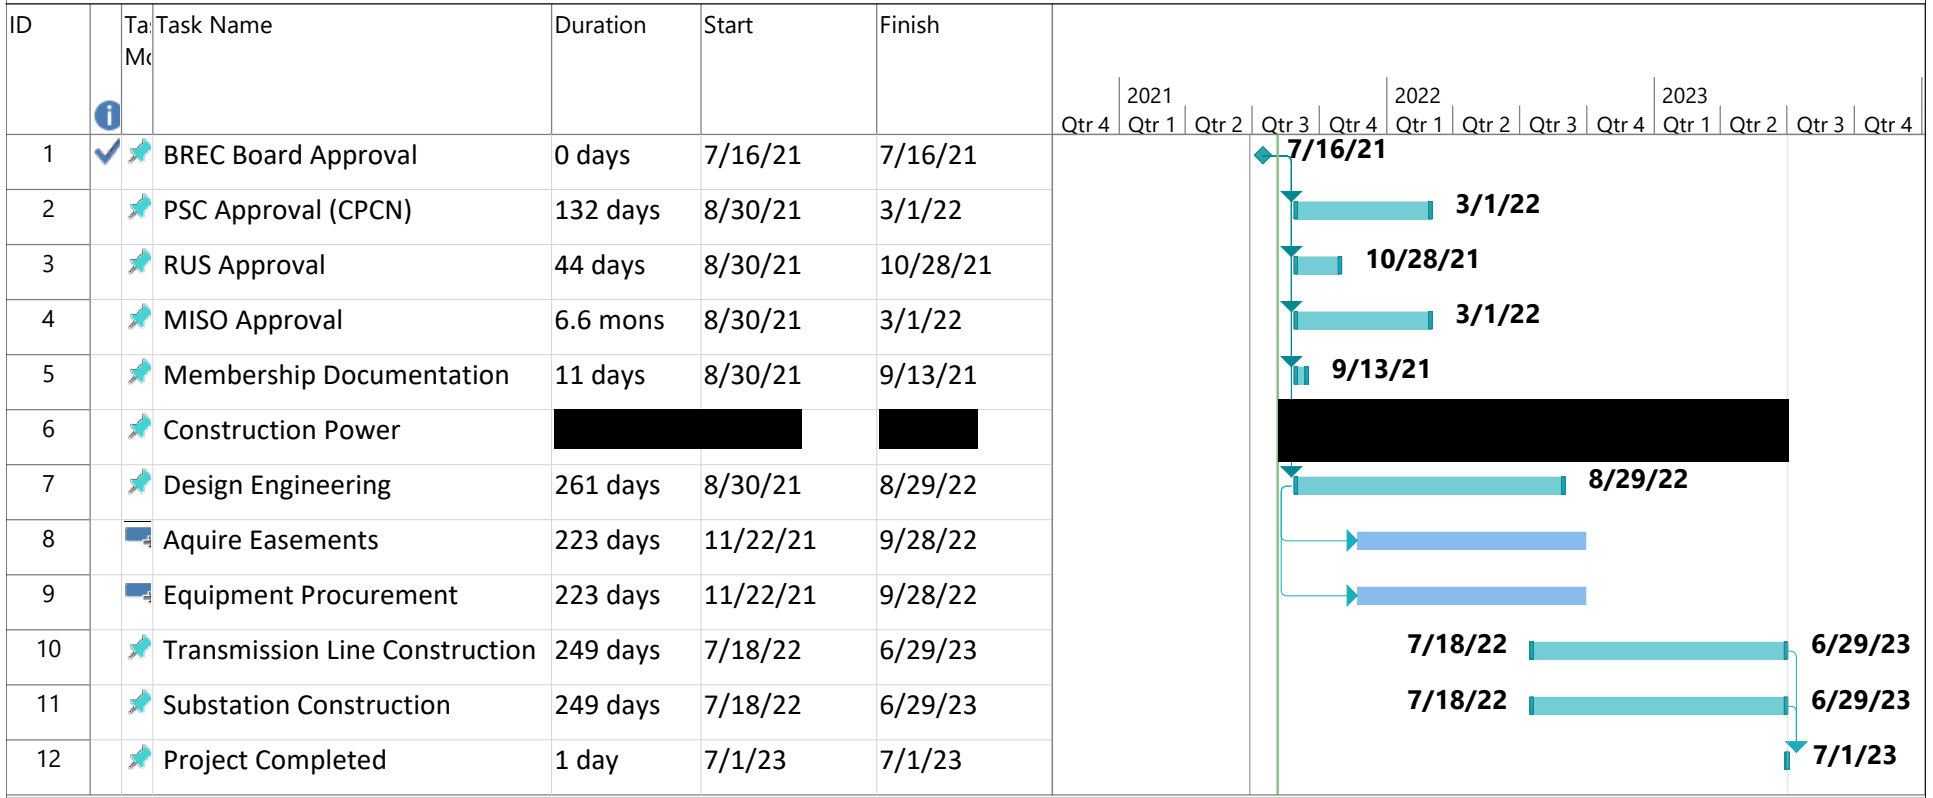 ID Ta: Task Name Duration Start Finish
Mo
2021 2022 2023
Qtr 4 Qtr 1 Qtr 2 Qtr 3 Qtr 4 Qtr 1 Qtr 2 Qtr 3 Qtr 4 Qtr 1 Qtr 2 Qtr 3 Qtr 4
1 BREC Board Approval 0 days 7/16/21 7/16/21 7/16/21
2 PSC Approval (CPCN) 132 days 8/30/21 3/1/22 3/1/22
3 RUS Approval 44 days 8/30/21 10/28/21 10/28/21
4 MISO Approval 6.6 mons 8/30/21 3/1/22 3/1/22
5 Membership Documentation 11 days 8/30/21 9/13/21 9/13/21
6 Construction Power
7 Design Engineering 261 days 8/30/21 8/29/22 8/29/22
8 Aquire Easements 223 days 11/22/21 9/28/22
9 Equipment Procurement 223 days 11/22/21 9/28/22
10 Transmission Line Construction 249 days 7/18/22 6/29/23 7/18/22 6/29/23
11 Substation Construction 249 days 7/18/22 6/29/23 7/18/22 6/29/23
12 Project Completed 1 day 7/1/23 7/1/23 7/1/23